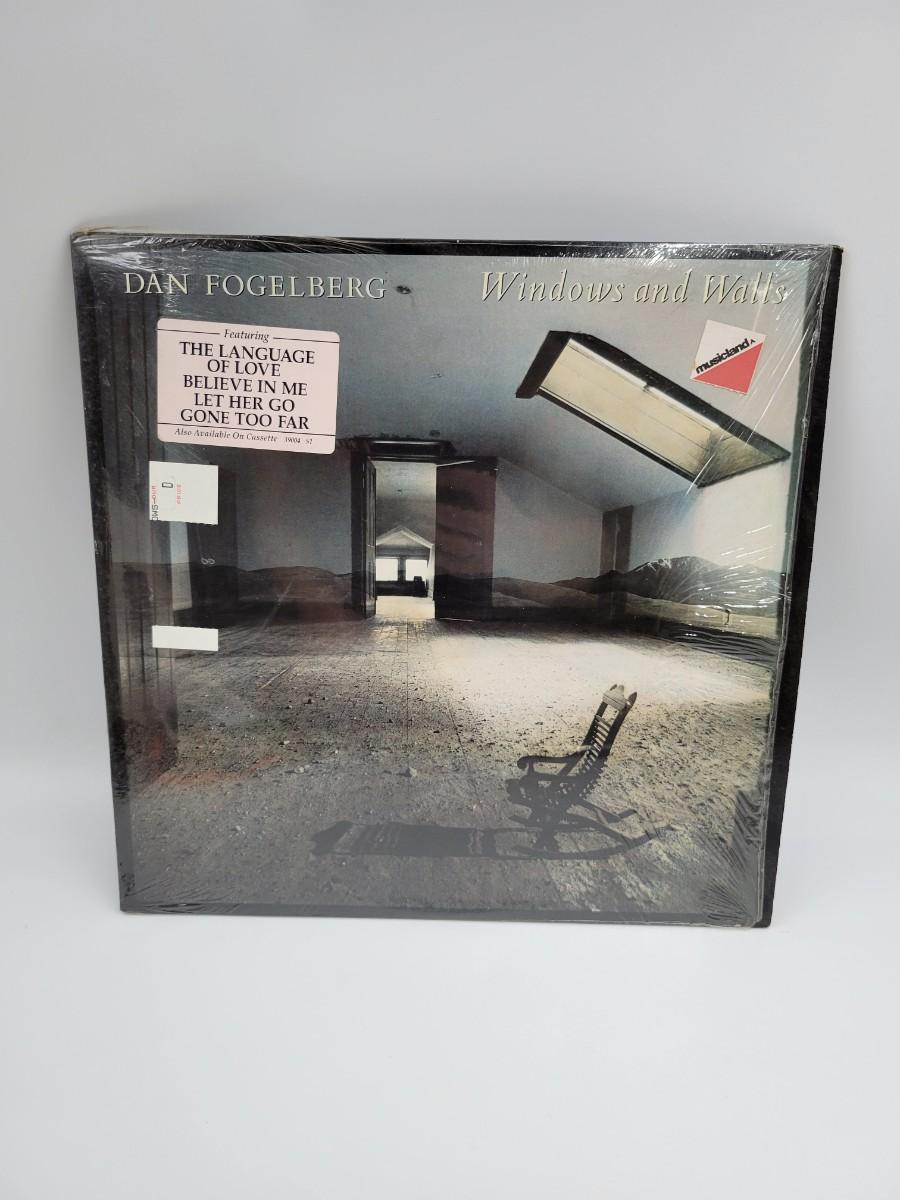 DAN FOGELBERG
Windows and Walls
musicland
Featuring
THE LANGUAGE
OF LOVE
BELIEVE IN ME
LET HER GO
GONE TOO FAR
Also Available On Cassette 39004 S1
D